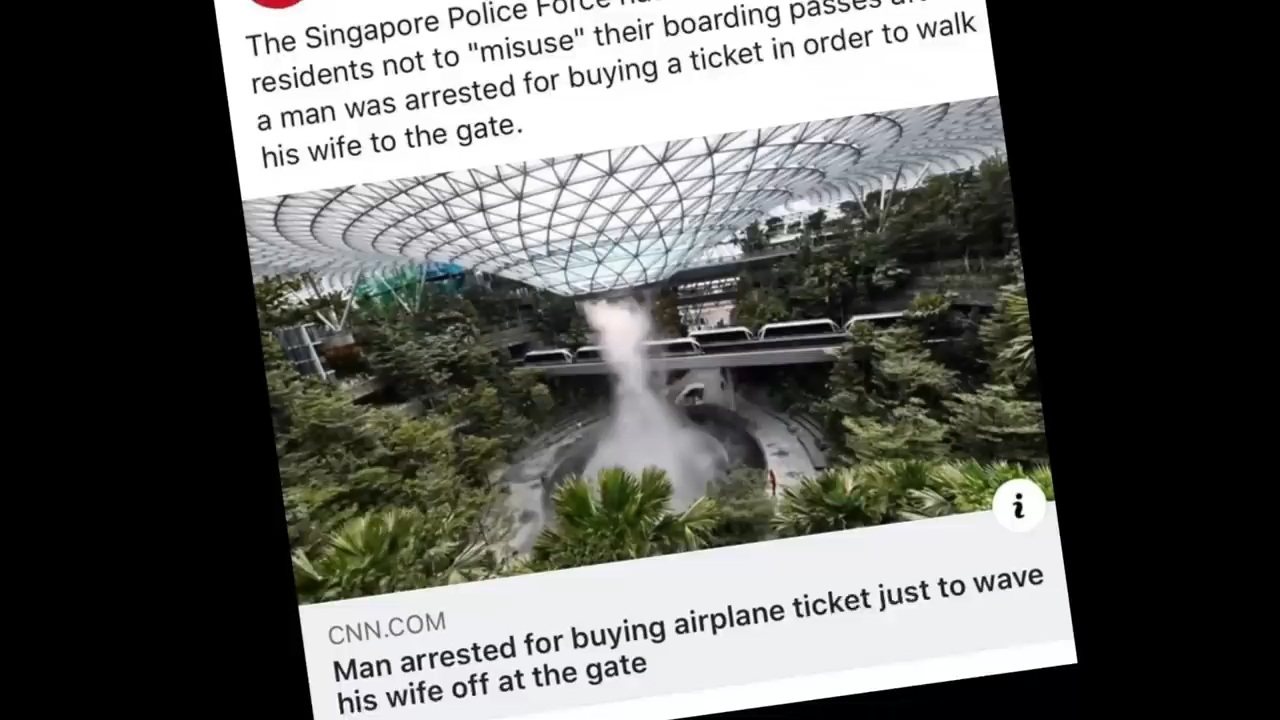 The Singapore Police Force
residents not to "misuse" their boarding passes
a man was arrested for buying a ticket in order to walk
his wife to the gate.
i
CNN.COM
Man arrested for buying airplane ticket just to wave
his wife off at the gate